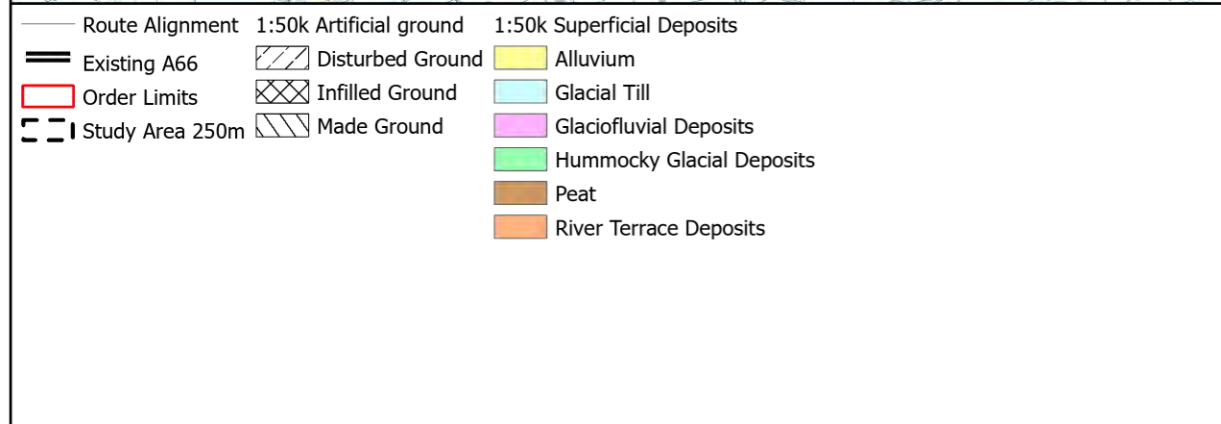 Route Alignment
Existing A66
Order Limits
Study Area 250m
1:50k Artificial ground
Disturbed Ground
Infilled Ground
Made Ground
1:50k Superficial Deposits
Alluvium
Glacial Till
Glaciofluvial Deposits
Hummocky Glacial Deposits
Peat
River Terrace Deposits